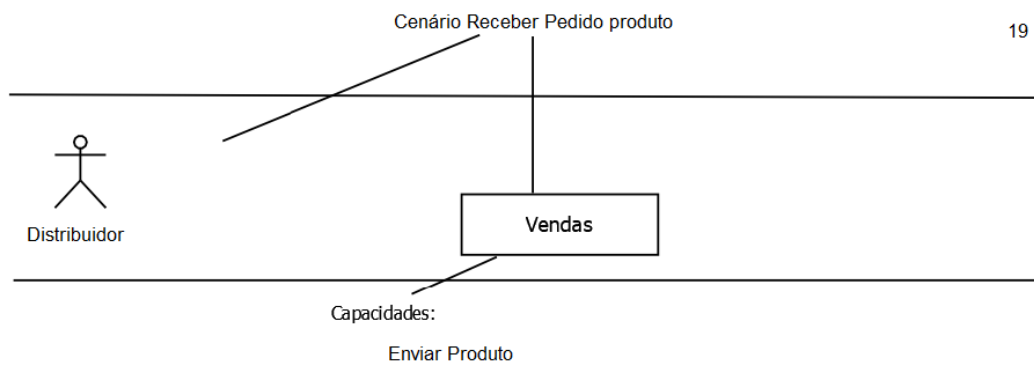 Cenário Receber Pedido produto
19
Distribuidor
Vendas
Capacidades:
Enviar Produto